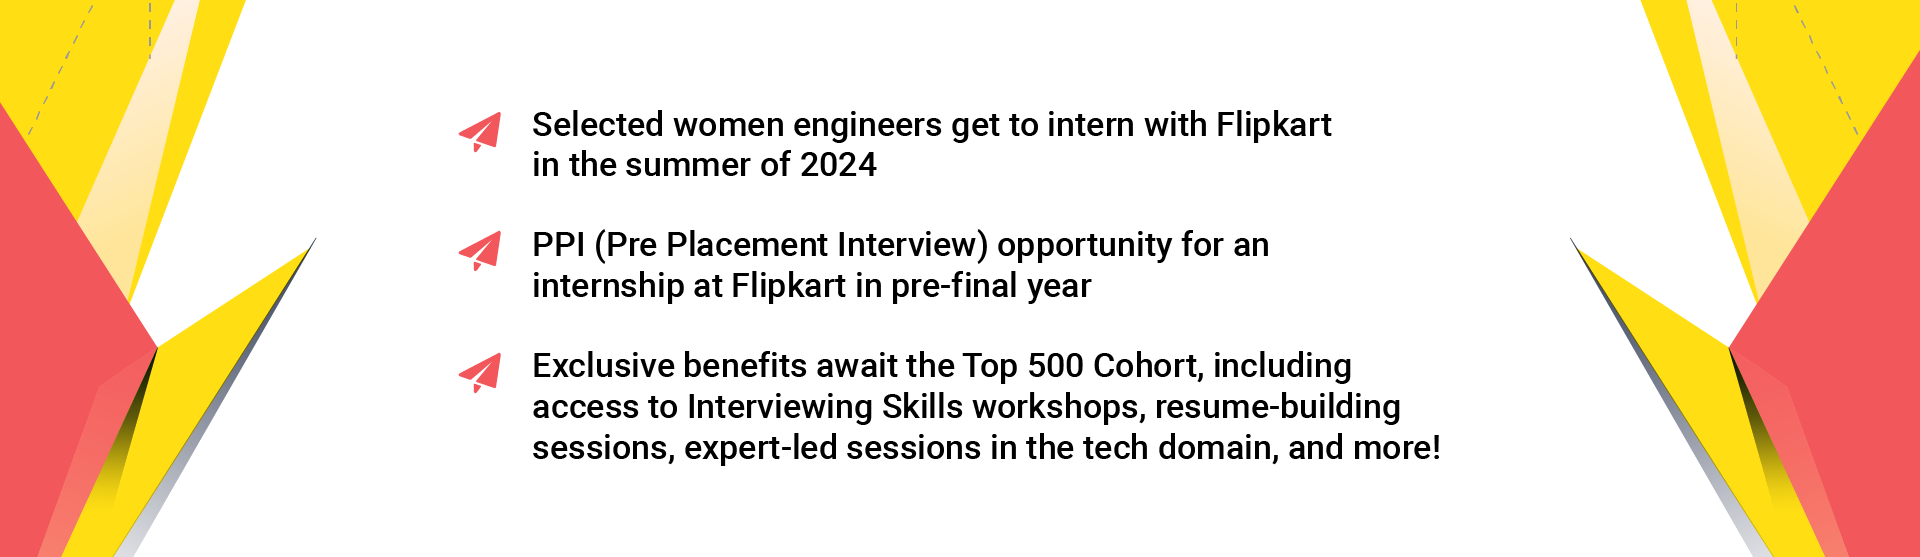 Selected women engineers get to intern with Flipkart
in the summer of 2024
PPI (Pre Placement Interview) opportunity for an
internship at Flipkart in pre-final year
Exclusive benefits await the Top 500 Cohort, including
access to Interviewing Skills workshops, resume-building
sessions, expert-led sessions in the tech domain, and more!